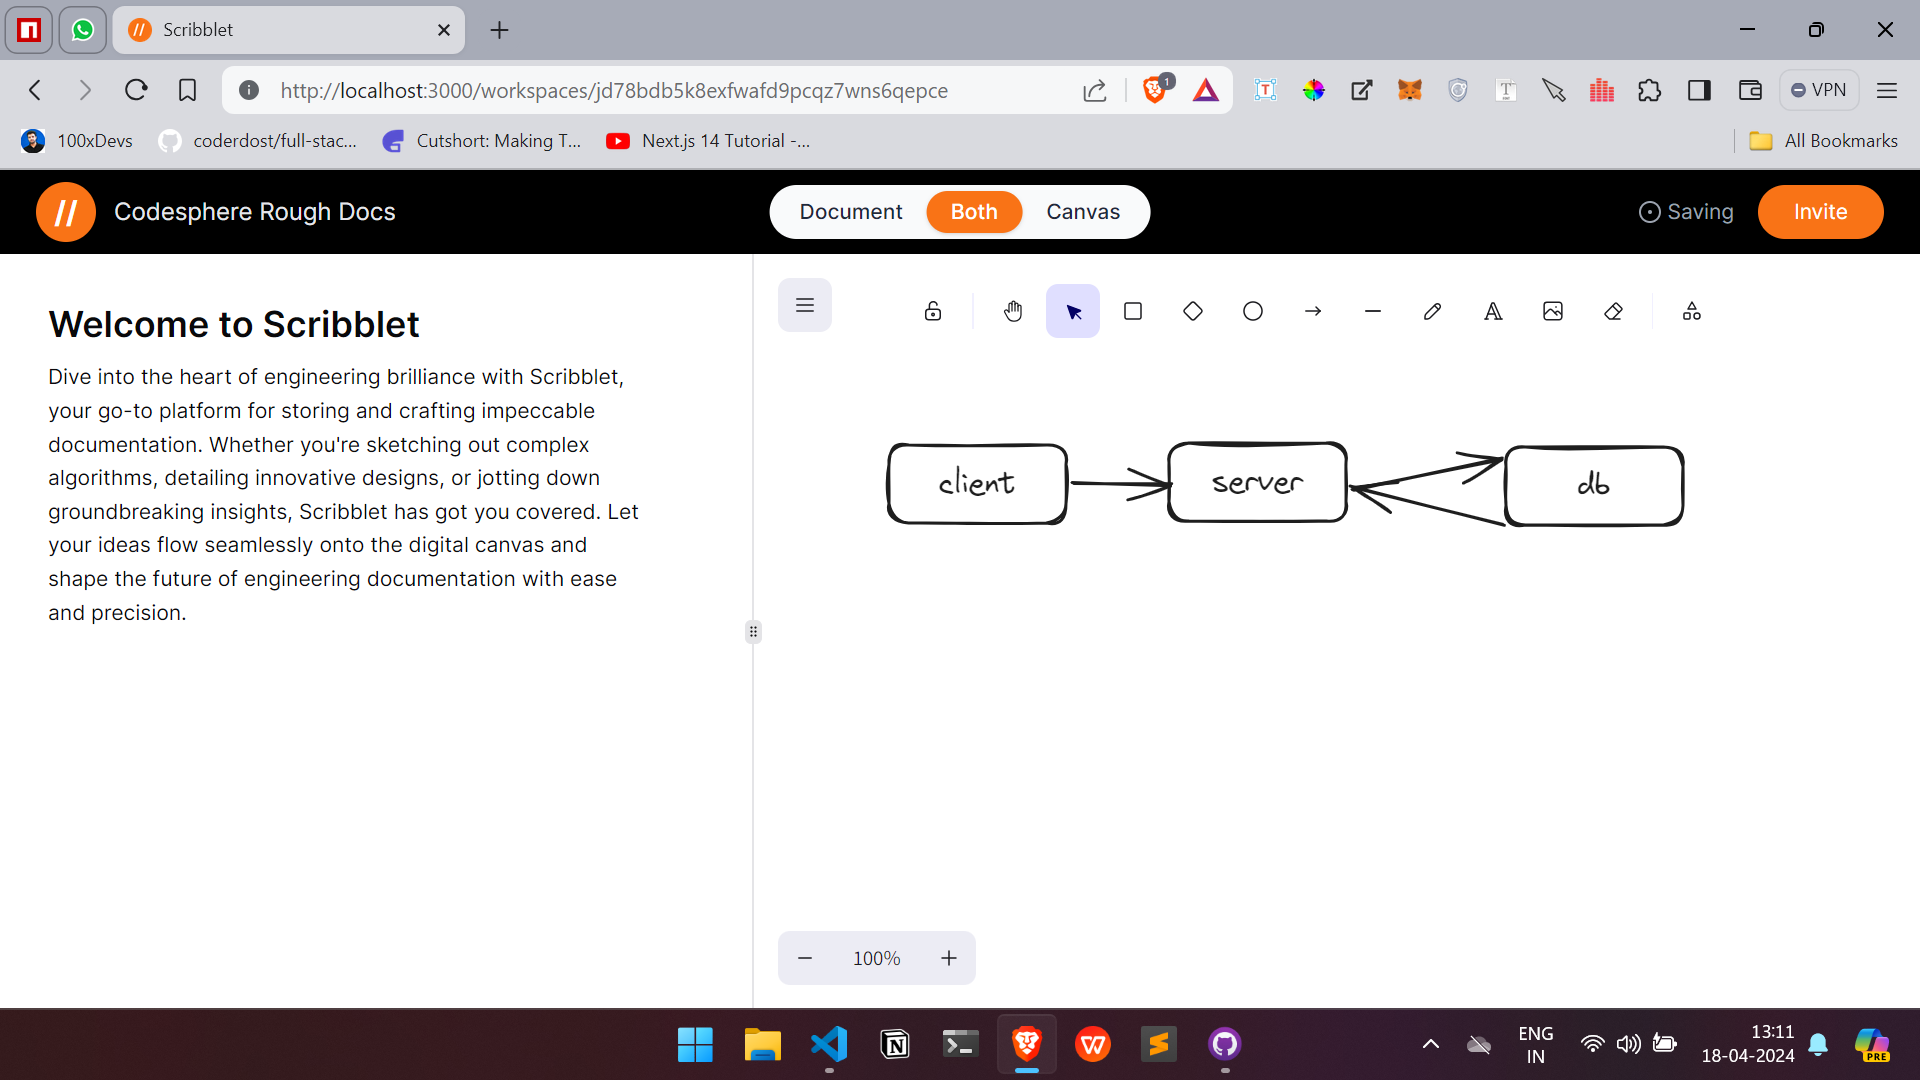 Scribblet
http://localhost:3000/workspaces/jd78bdb5k8exfwafd9pcqz7wns6qepce
1
VPN
100xDevs
coderdost/full-stac...
Cutshort: Making T...
Next.js 14 Tutorial -...
All Bookmarks
// Codesphere Rough Docs
Document Both Canvas
Saving
Invite
Welcome to Scribblet
Dive into the heart of engineering brilliance with Scribblet,
your go-to platform for storing and crafting impeccable
documentation. Whether you're sketching out complex
algorithms, detailing innovative designs, or jotting down
groundbreaking insights, Scribblet has got you covered. Let
your ideas flow seamlessly onto the digital canvas and
shape the future of engineering documentation with ease
and precision.
client
server
db
100%
ENG
IN
13:11
18-04-2024
PRE